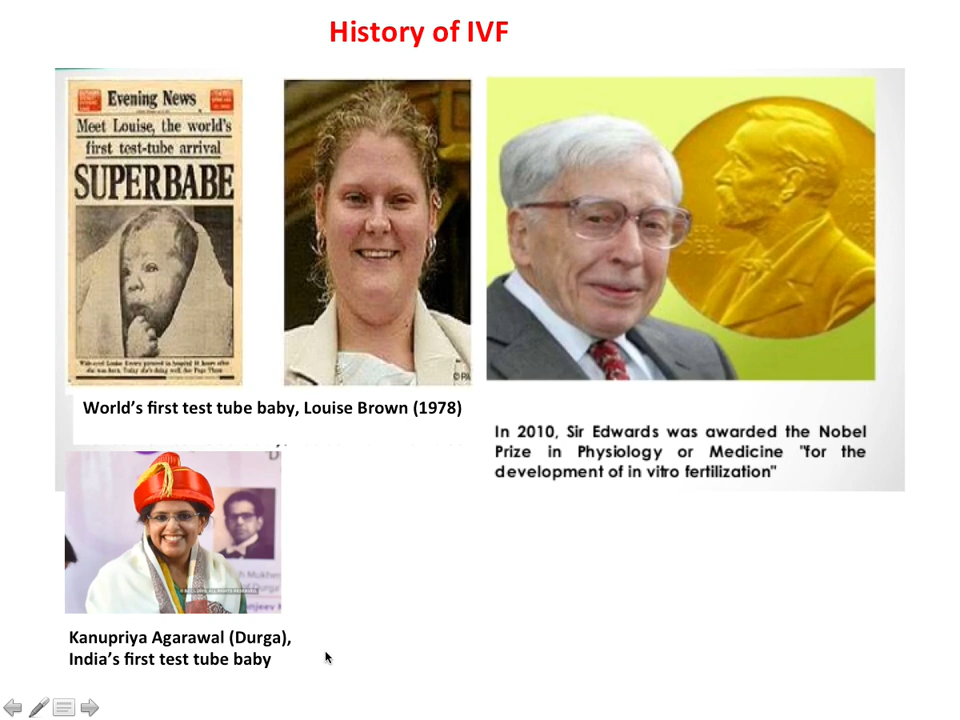 History of IVF
Evening News
Meet Louise, the world's
first test-tube arrival
SUPERBABE
World's first test tube baby, Louise Brown (1978)
In 2010, Sir Edwards was awarded the Nobel
Prize in Physiology or Medicine "for the
development of in vitro fertilization"
Kanupriya Agarawal (Durga),
India's first test tube baby